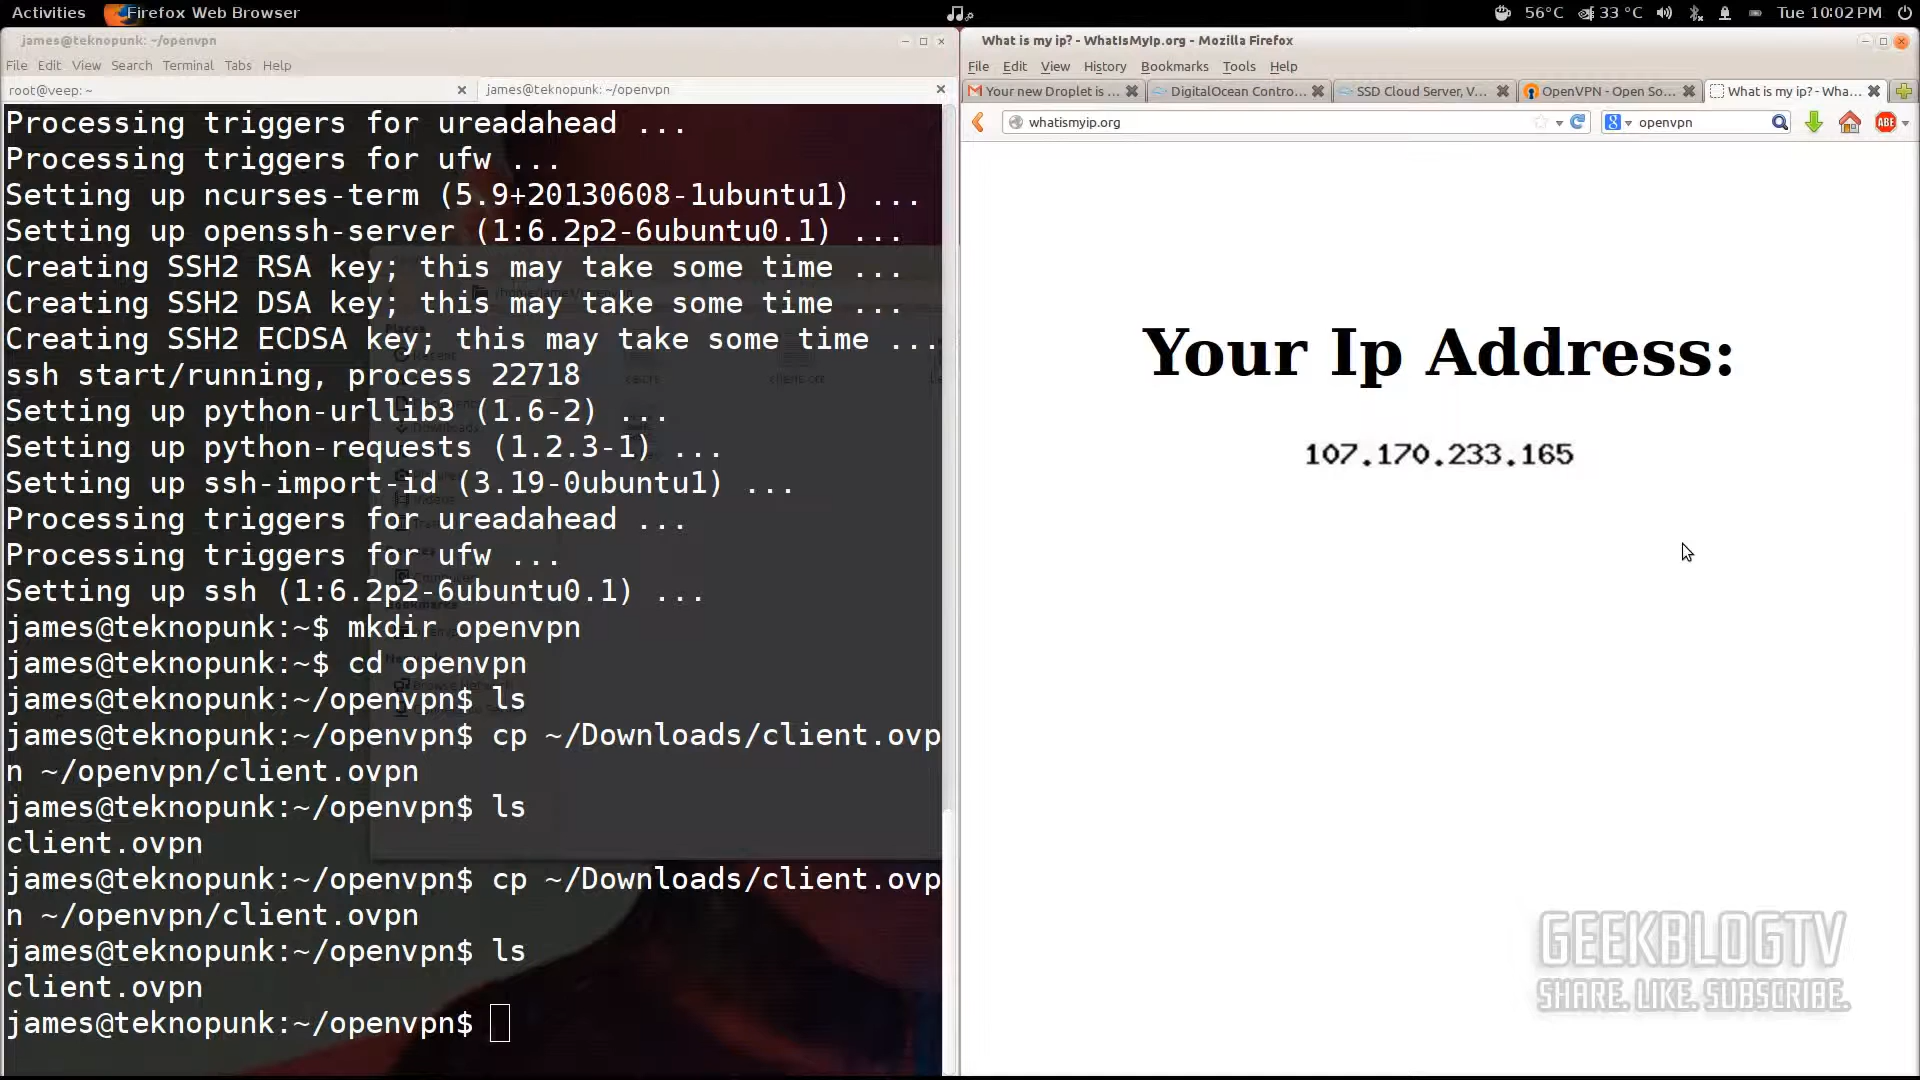 Activities Firefox Web Browser 56°C 33 °C Tue 10:02 PM
james@teknopunk: ~/openvpn
File Edit View Search Terminal Tabs Help
root@veep: ~ james@teknopunk: ~/openvpn
Processing triggers for ureadahead ...
Processing triggers for ufw ...
Setting up ncurses-term (5.9+20130608-1ubuntu1) ...
Setting up openssh-server (1:6.2p2-6ubuntu0.1) ...
Creating SSH2 RSA key; this may take some time ...
Creating SSH2 DSA key; this may take some time ...
Creating SSH2 ECDSA key; this may take some time ...
ssh start/running, process 22718
Setting up python-urllib3 (1.6-2) ...
Setting up python-requests (1.2.3-1) ...
Setting up ssh-import-id (3.19-0ubuntu1) ...
Processing triggers for ureadahead ...
Processing triggers for ufw ...
Setting up ssh (1:6.2p2-6ubuntu0.1) ...
james@teknopunk:~$ mkdir openvpn
james@teknopunk:~$ cd openvpn
james@teknopunk:~/openvpn$ ls
james@teknopunk:~/openvpn$ cp ~/Downloads/client.ovp
n ~/openvpn/client.ovpn
james@teknopunk:~/openvpn$ ls
client.ovpn
james@teknopunk:~/openvpn$ cp ~/Downloads/client.ovp
n ~/openvpn/client.ovpn
james@teknopunk:~/openvpn$ ls
client.ovpn
james@teknopunk:~/openvpn$
What is my ip? - WhatIsMyIp.org - Mozilla Firefox
File Edit View History Bookmarks Tools Help
Your new Droplet is ... DigitalOcean Contro... SSD Cloud Server, V... OpenVPN - Open So... What is my ip? - Wha...
whatismyip.org openvpn ABE
Your Ip Address:
107.170.233.165
GEEKBLOGTV
SHARE. LIKE. SUBSCRIBE.